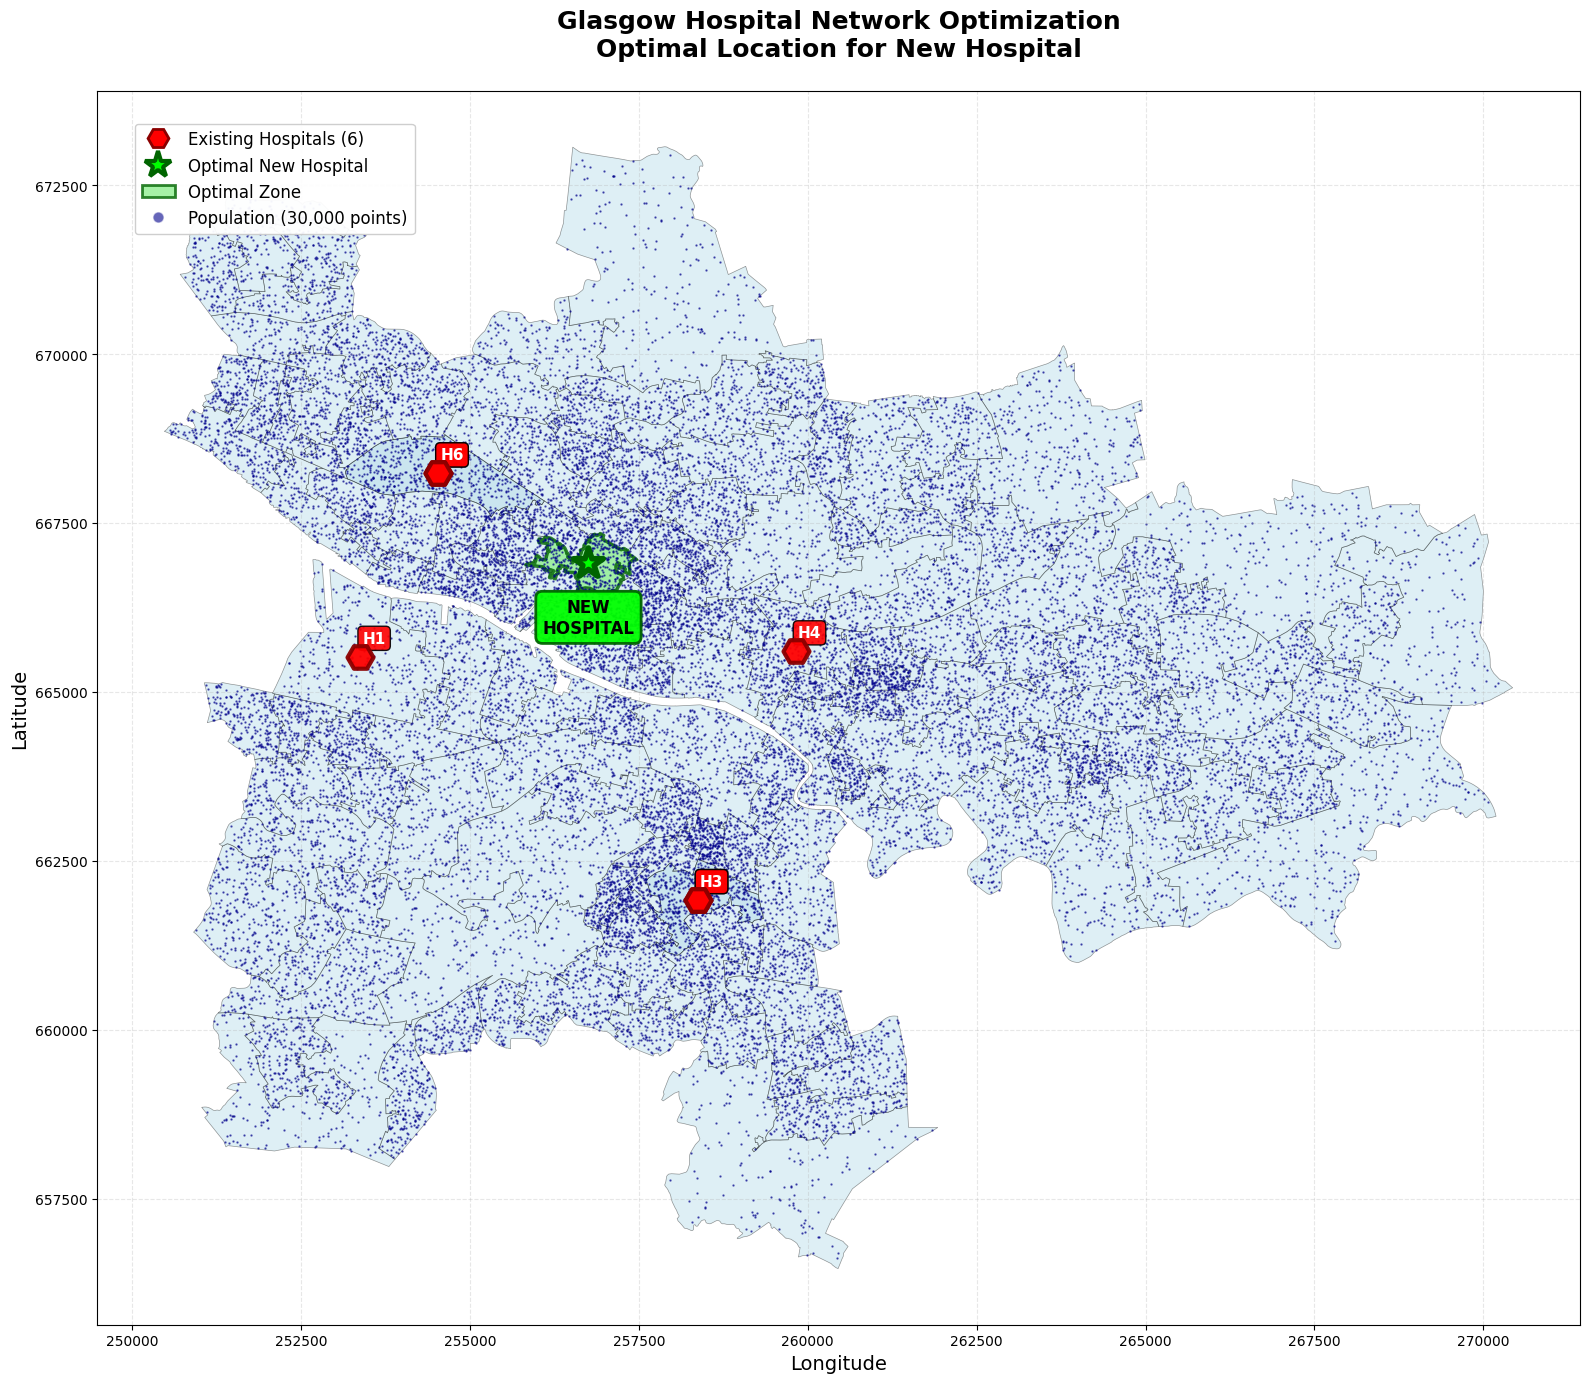 Glasgow Hospital Network Optimization
Optimal Location for New Hospital
Existing Hospitals (6)
Optimal New Hospital
Optimal Zone
Population (30,000 points)
672500
670000
667500
665000
662500
660000
657500
Latitude
H6
NEW
HOSPITAL
H1
H4
H3
250000
252500
255000
257500
260000
262500
265000
267500
270000
Longitude